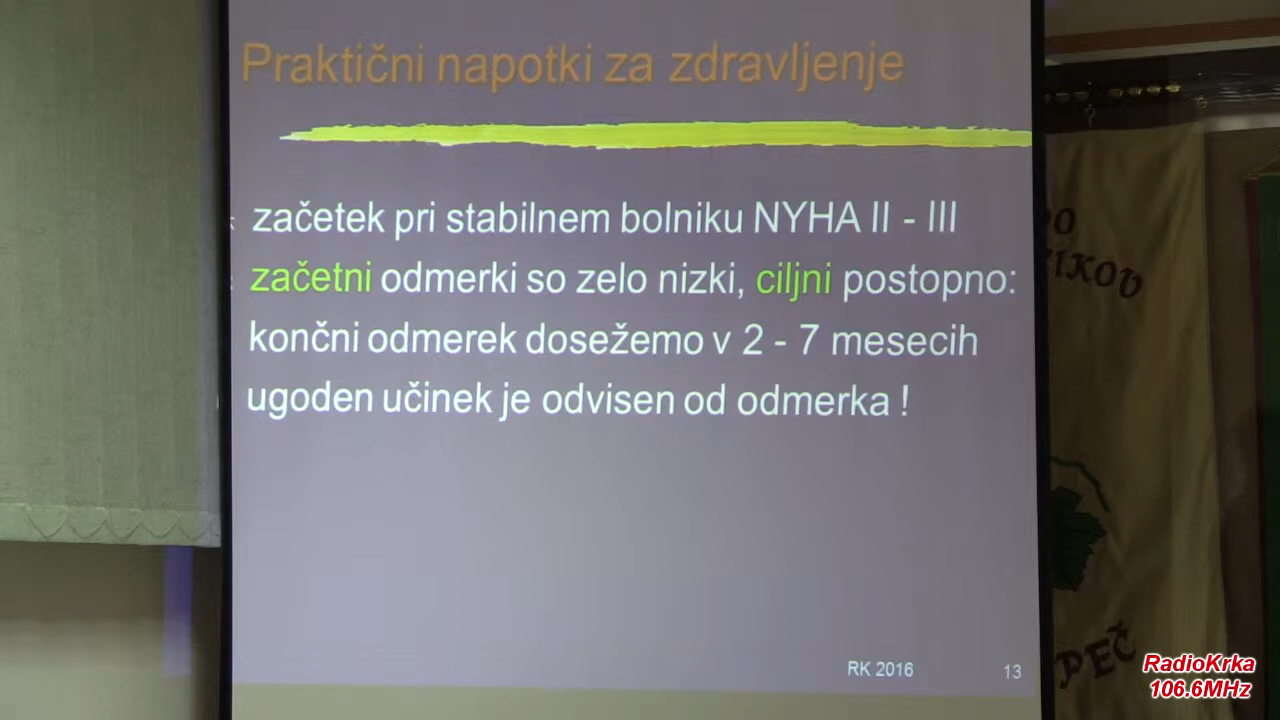 Praktični napotki za zdravljenje
začetek pri stabilnem bolniku NYHA II - III
začetni odmerki so zelo nizki, ciljni postopno:
končni odmerek dosežemo v 2 - 7 mesecih
ugoden učinek je odvisen od odmerka !
RK 2016
13
RadioKrka
106.6MHz